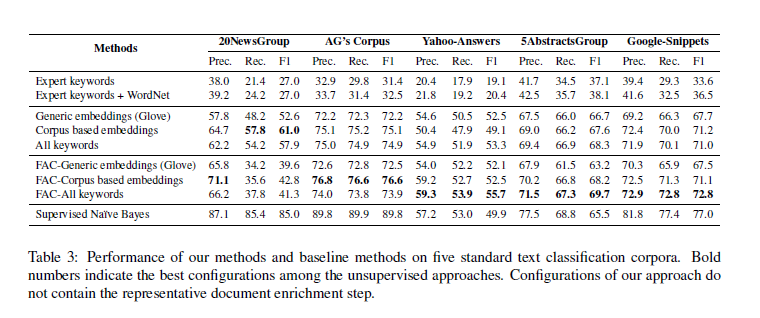 Methods 20NewsGroup AG's Corpus Yahoo-Answers 5AbstractsGroup Google-Snippets
Prec. Rec. F1 Prec. Rec. F1 Prec. Rec. F1 Prec. Rec. F1 Prec. Rec. F1
Expert keywords 38.0 21.4 27.0 32.9 29.8 31.4 20.4 17.9 19.1 41.7 34.5 37.1 39.4 29.3 33.6
Expert keywords + WordNet 39.2 24.2 27.0 33.7 31.4 32.5 21.8 19.2 20.4 42.5 35.7 38.1 41.6 32.5 36.5
Generic embeddings (Glove) 57.8 48.2 52.6 72.2 72.3 72.2 54.6 50.5 52.5 67.5 66.0 66.7 69.2 66.3 67.7
Corpus based embeddings 64.7 57.8 61.0 75.1 75.2 75.1 50.4 47.9 49.1 69.0 66.2 67.6 72.4 70.0 71.2
All keywords 62.2 54.2 57.9 75.0 74.9 74.9 54.9 51.9 53.3 69.4 66.9 68.3 71.9 70.1 71.0
FAC-Generic embeddings (Glove) 65.8 34.2 39.6 72.6 72.8 72.5 54.0 52.2 52.1 67.9 61.5 63.2 70.3 65.9 67.5
FAC-Corpus based embeddings 71.1 35.6 42.8 76.8 76.6 76.6 59.2 52.7 52.5 70.2 66.8 68.2 72.5 71.3 71.1
FAC-All keywords 66.2 37.8 41.3 74.0 73.8 73.9 59.3 53.9 55.7 71.5 67.3 69.7 72.9 72.8 72.8
Supervised Naïve Bayes 87.1 85.4 85.0 89.8 89.9 89.8 57.2 53.0 49.9 77.5 68.8 65.5 81.8 77.4 77.0
Table 3: Performance of our methods and baseline methods on five standard text classification corpora. Bold
numbers indicate the best configurations among the unsupervised approaches. Configurations of our approach do
not contain the representative document enrichment step.